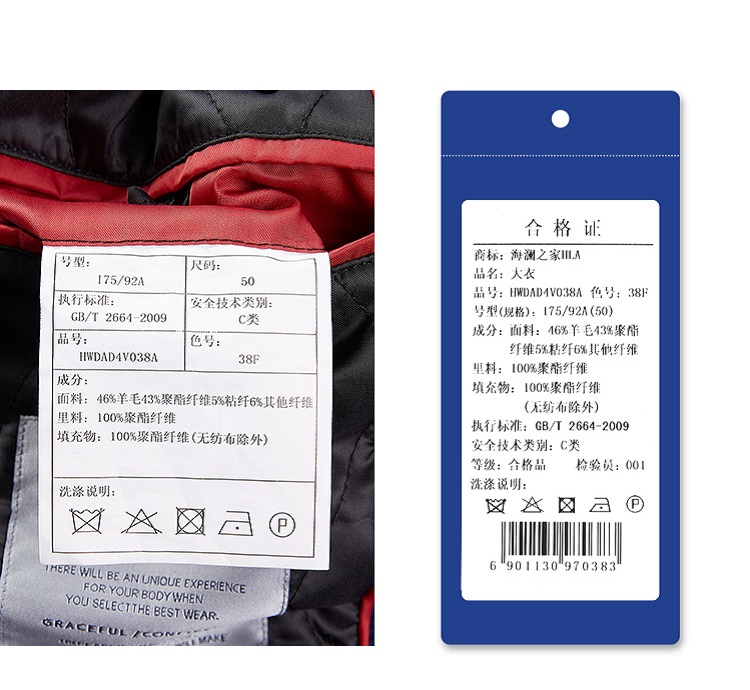 号型:
175/92A
尺码:
50
执行标准:
GB/T 2664-2009
安全技术类别:
C类
品号:
HWDAD4V038A
色号:
38F
成分:
面料: 46%羊毛43%聚酯纤维5%粘纤6%其他纤维
里料: 100%聚酯纤维
填充物: 100%聚酯纤维(无纺布除外)
洗涤说明:
P
THERE WILL BE AN UNIQUE EXPERIENCE
FOR YOUR BODY WHEN
YOU SELECT THE BEST WEAR.
GRACEFUL
合格证
商标: 海澜之家HLA
品名: 大衣
品号: HWDAD4V038A 色号: 38F
号型(规格): 175/92A(50)
成分: 面料: 46%羊毛43%聚酯
纤维5%粘纤6%其他纤维
里料: 100%聚酯纤维
填充物: 100%聚酯纤维
(无纺布除外)
执行标准: GB/T 2664-2009
安全技术类别: C类
等级: 合格品 检验员: 001
洗涤说明:
P
6 901130 970383